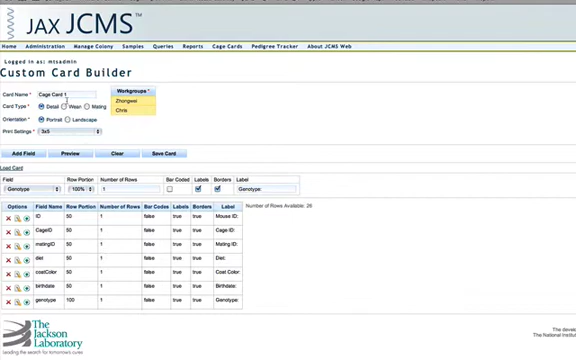 JAX JCMS™
Home Administration Manage Colony Samples Queries Reports Cage Cards Pedigree Tracker About JCMS Web
Logged in as: mtsadmin
Custom Card Builder
Card Name * Cage Card 1
Workgroups *
Zhongwei
Chris
Card Type * Detail Wean Mating
Orientation * Portrait Landscape
Print Settings * 3x5
Add Field Preview Clear Save Card
Load Card
Field Row Portion Number of Rows Bar Coded Labels Borders Label
Genotype 100% 1 Genotype:
Options Field Name Row Portion Number of Rows Bar Codes Labels Borders Label
Number of Rows Available: 26
ID 50 1 false true true Mouse ID:
CageID 50 1 false true true Cage ID:
matingID 50 1 false true true Mating ID:
diet 50 1 false true true Diet:
coatColor 50 1 false true true Coat Color:
birthdate 50 1 false true true Birthdate:
genotype 100 1 false true true Genotype:
The Jackson Laboratory
Leading the search for tomorrow's cures
The devel
The National Institu